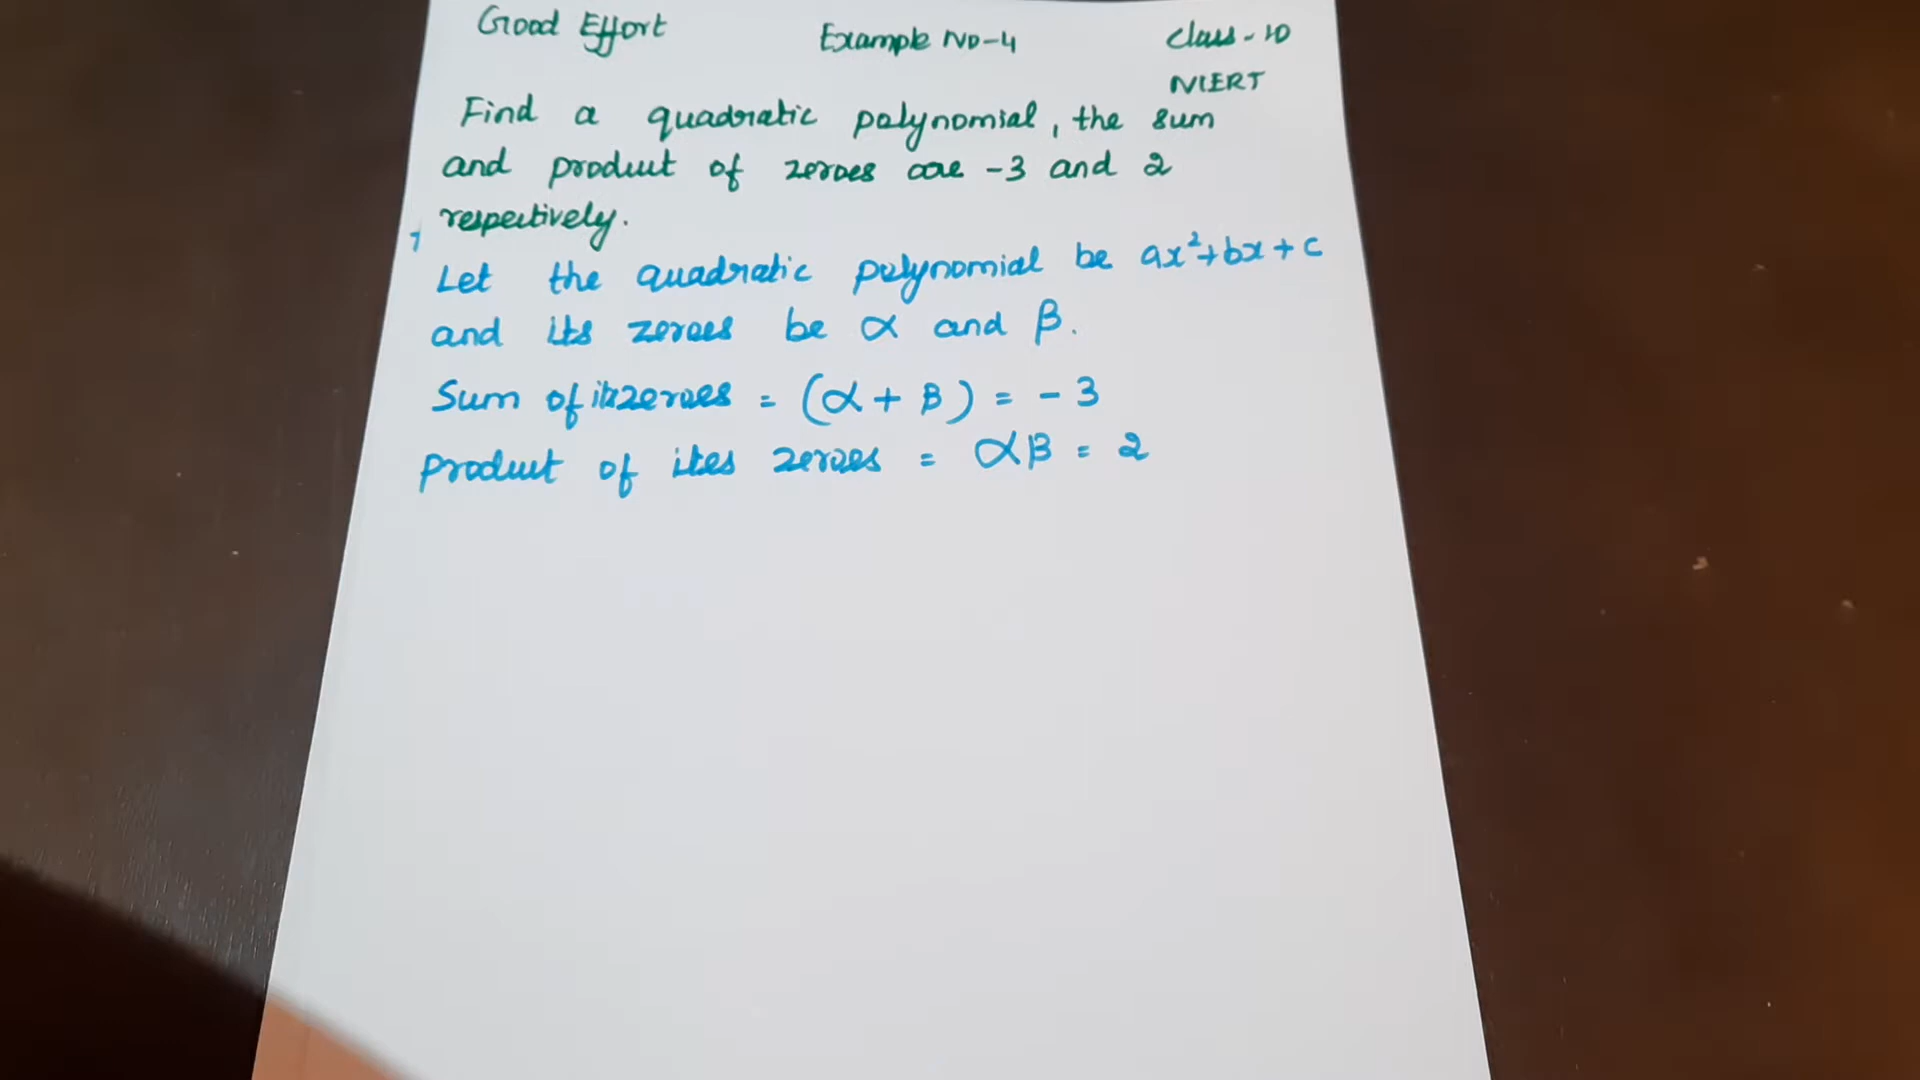 Good Effort Example No-4 Class-10
NCERT
Find a quadratic polynomial, the sum
and product of zeroes are -3 and 2
respectively.
Let the quadratic polynomial be ax²+bx+c
and its zeroes be α and β.
Sum of its zeroes = (α + β) = -3
product of ites zeroes = αβ = 2